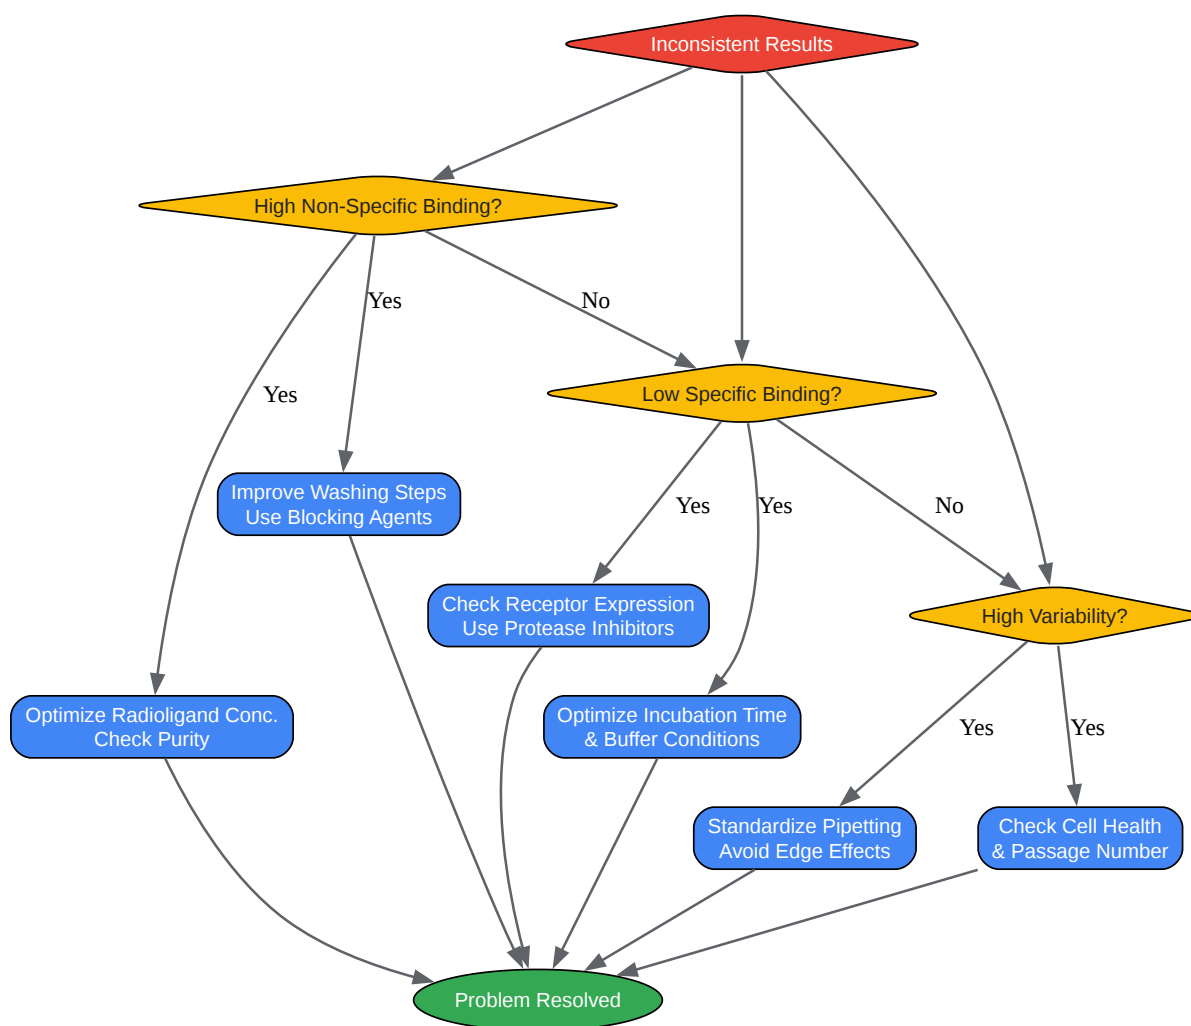 Inconsistent Results
High Non-Specific Binding?
Yes
No
Low Specific Binding?
Yes
Improve Washing Steps
Use Blocking Agents
Yes
Yes
No
Check Receptor Expression
Use Protease Inhibitors
High Variability?
Optimize Radioligand Conc.
Check Purity
Optimize Incubation Time
& Buffer Conditions
Yes
Yes
Standardize Pipetting
Avoid Edge Effects
Check Cell Health
& Passage Number
Problem Resolved